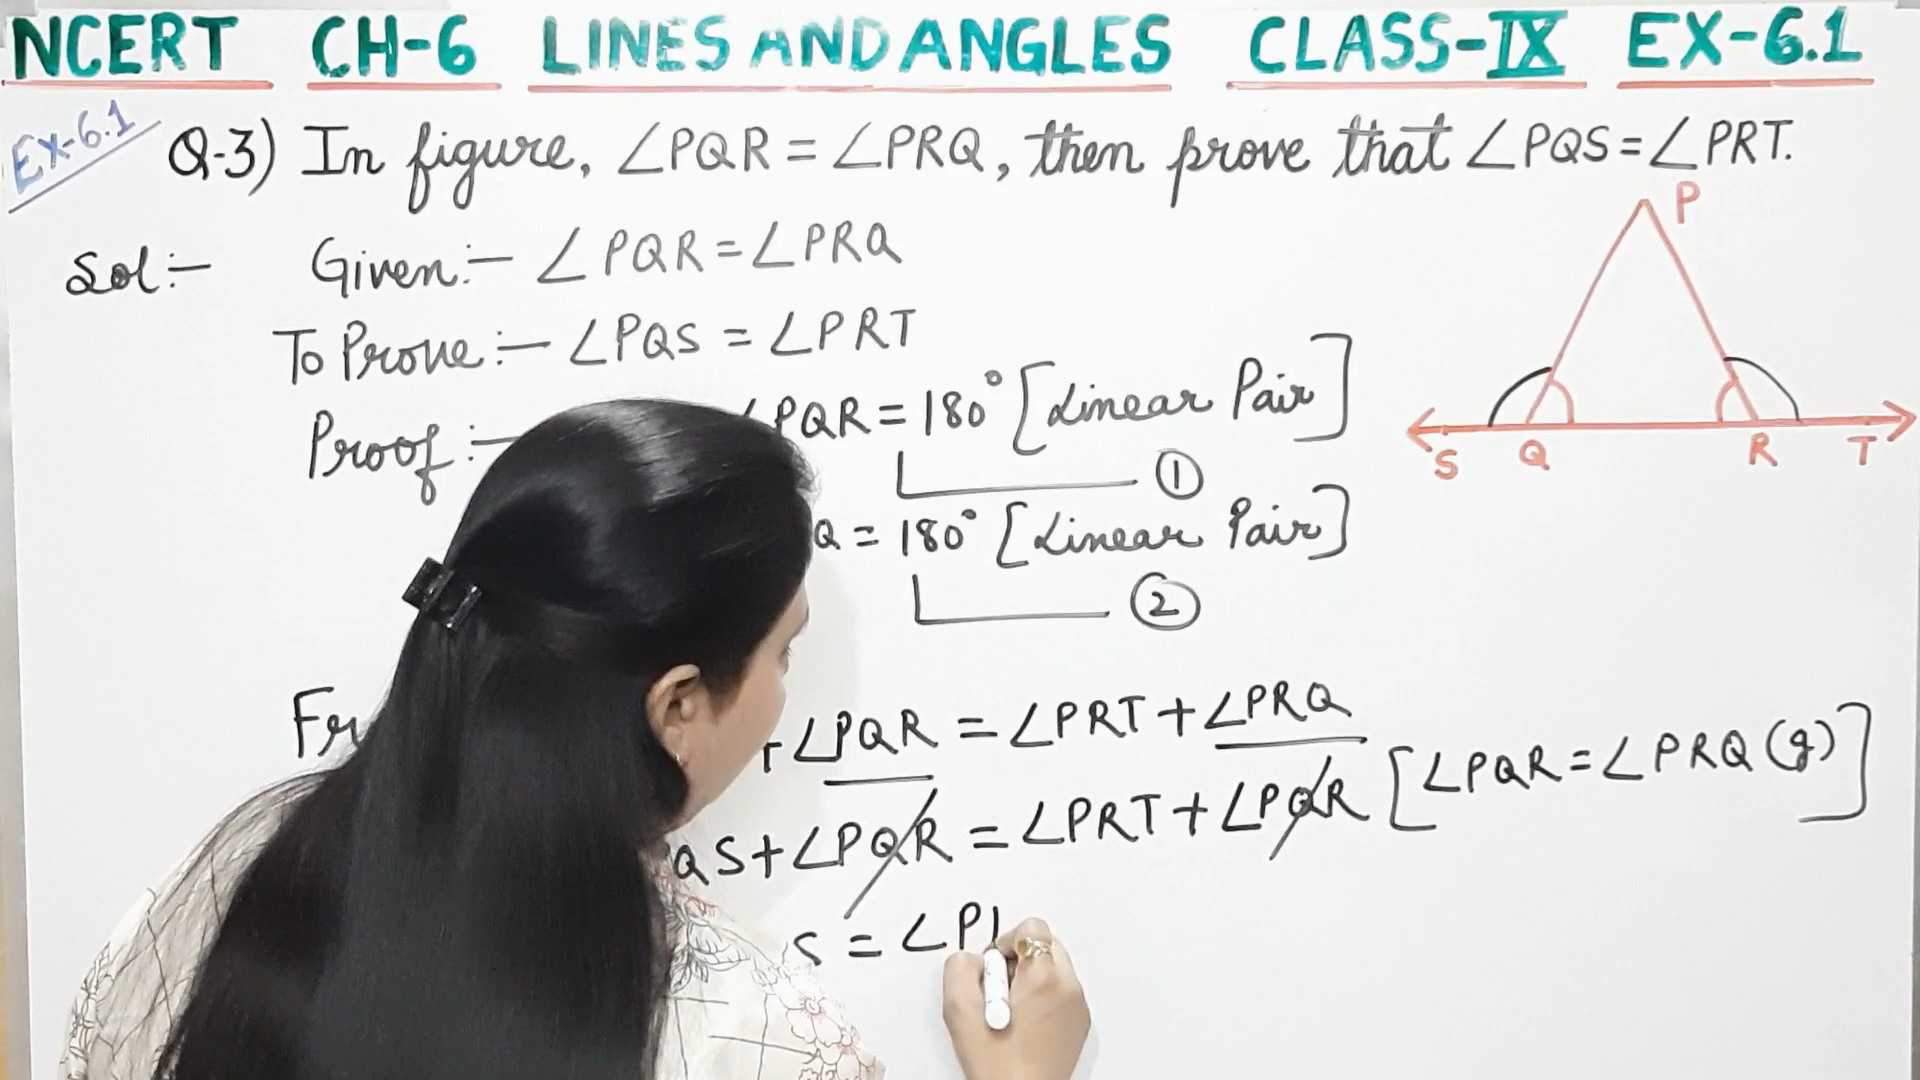 NCERT CH-6 LINES AND ANGLES CLASS-IX EX-6.1
EX-6.1
Q-3) In figure, ∠PQR = ∠PRQ, then prove that ∠PQS = ∠PRT.
Sol:- Given:- ∠PQR = ∠PRQ
To Prove:- ∠PQS = ∠PRT
Proof:- ∠PQR = 180° [Linear Pair]
①
Q = 180° [Linear Pair]
②
∠PQR = ∠PRT + ∠PRQ
QS + ∠PQR = ∠PRT + ∠PQR [∠PQR = ∠PRQ (g)]
S = ∠P
P
S Q R T